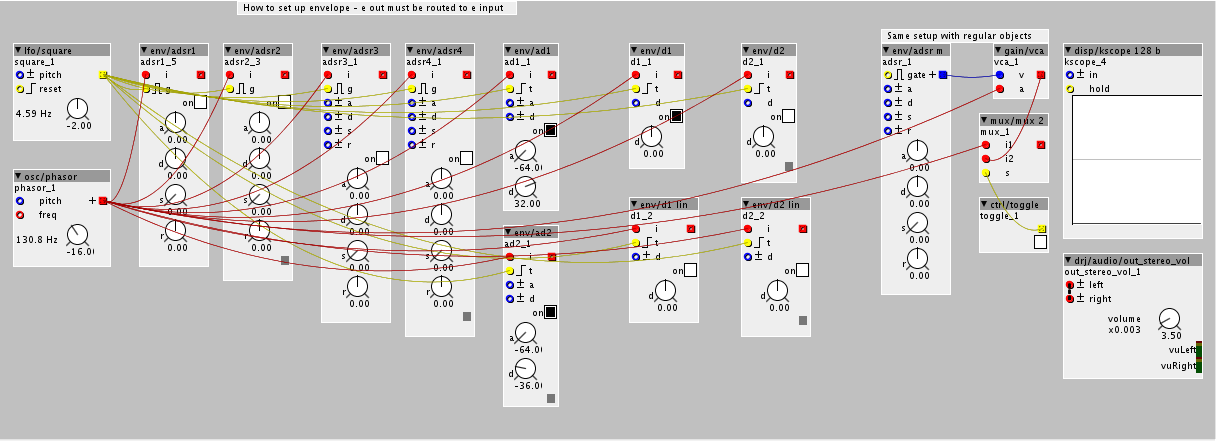 How to set up envelope - e out must be routed to e input
Same setup with regular objects
lfo/square
square_1
pitch
reset
4.59 Hz
-2.00
osc/phasor
phasor_1
pitch
freq
130.8 Hz
-16.0
env/adsr1
adsr1_5
i
g
on
a
0.00
d
0.00
s
0.00
r
0.00
env/adsr2
adsr2_3
i
g
on
a
0.00
d
0.00
s
0.00
r
0.00
env/adsr3
adsr3_1
i
g
a
d
s
r
on
a
0.00
d
0.00
s
0.00
r
0.00
env/adsr4
adsr4_1
i
g
a
d
s
r
on
a
0.00
d
0.00
s
0.00
r
0.00
env/ad1
ad1_1
i
t
a
d
on
a
-64.0
d
32.00
env/ad2
ad2_1
i
t
a
d
on
a
-64.0
d
-36.0
env/d1
d1_1
i
t
d
on
d
0.00
env/d2
d2_1
i
t
d
on
d
0.00
env/d1 lin
d1_2
i
t
d
on
d
0.00
env/d2 lin
d2_2
i
t
d
on
d
0.00
env/adsr m
adsr_1
gate
a
d
s
r
a
0.00
d
0.00
s
0.00
r
0.00
gain/vca
vca_1
v
a
mux/mux 2
mux_1
i1
i2
s
ctrl/toggle
toggle_1
disp/kscope 128 b
kscope_4
in
hold
drj/audio/out_stereo_vol
out_stereo_vol_1
left
right
volume
x0.003
3.50
vuLeft
vuRight